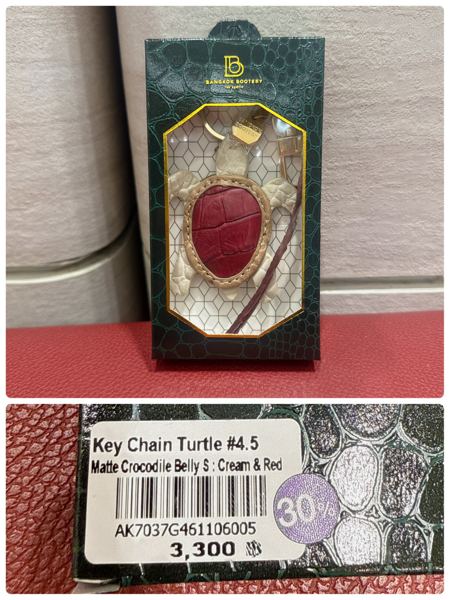 B
BANGKOK BOOTERY
Key Chain Turtle #4.5
Matte Crocodile Belly S : Cream & Red
AK7037G461106005
3,300
30%